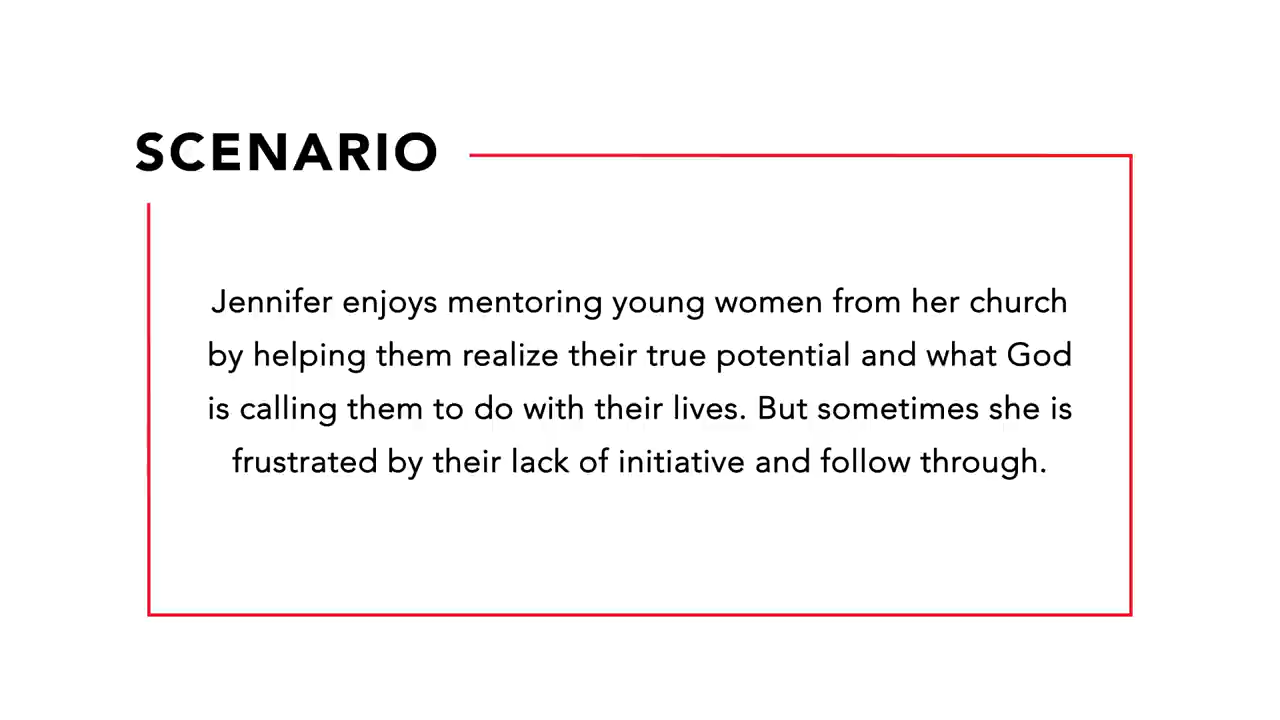 SCENARIO
Jennifer enjoys mentoring young women from her church
by helping them realize their true potential and what God
is calling them to do with their lives. But sometimes she is
frustrated by their lack of initiative and follow through.